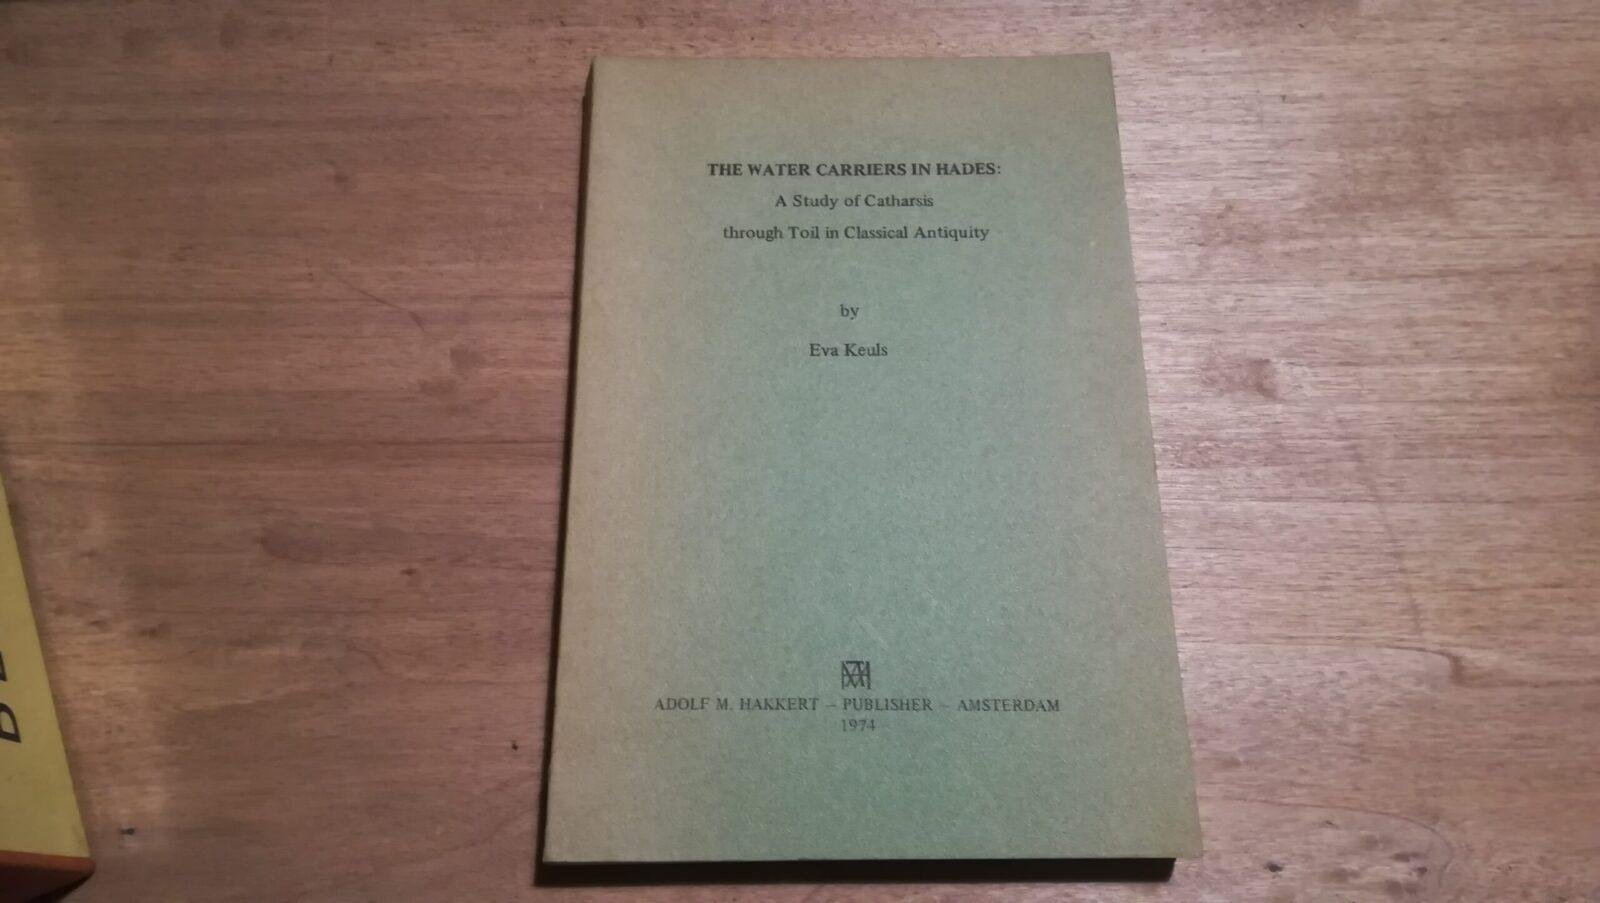 THE WATER CARRIERS IN HADES:
A Study of Catharsis
through Toil in Classical Antiquity
by
Eva Keuls
ADOLF M. HAKKERT – PUBLISHER – AMSTERDAM
1974